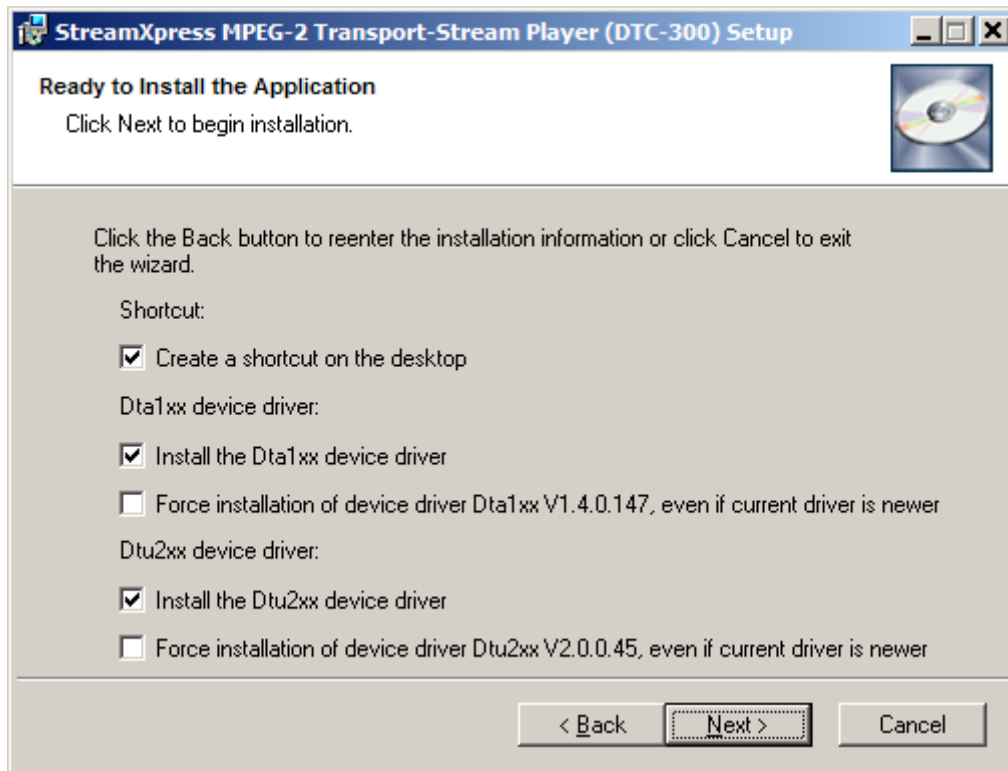 StreamXpress MPEG-2 Transport-Stream Player (DTC-300) Setup
Ready to Install the Application
Click Next to begin installation.
Click the Back button to reenter the installation information or click Cancel to exit
the wizard.
Shortcut:
Create a shortcut on the desktop
Dta1xx device driver:
Install the Dta1xx device driver
Force installation of device driver Dta1xx V1.4.0.147, even if current driver is newer
Dtu2xx device driver:
Install the Dtu2xx device driver
Force installation of device driver Dtu2xx V2.0.0.45, even if current driver is newer
< Back Next > Cancel